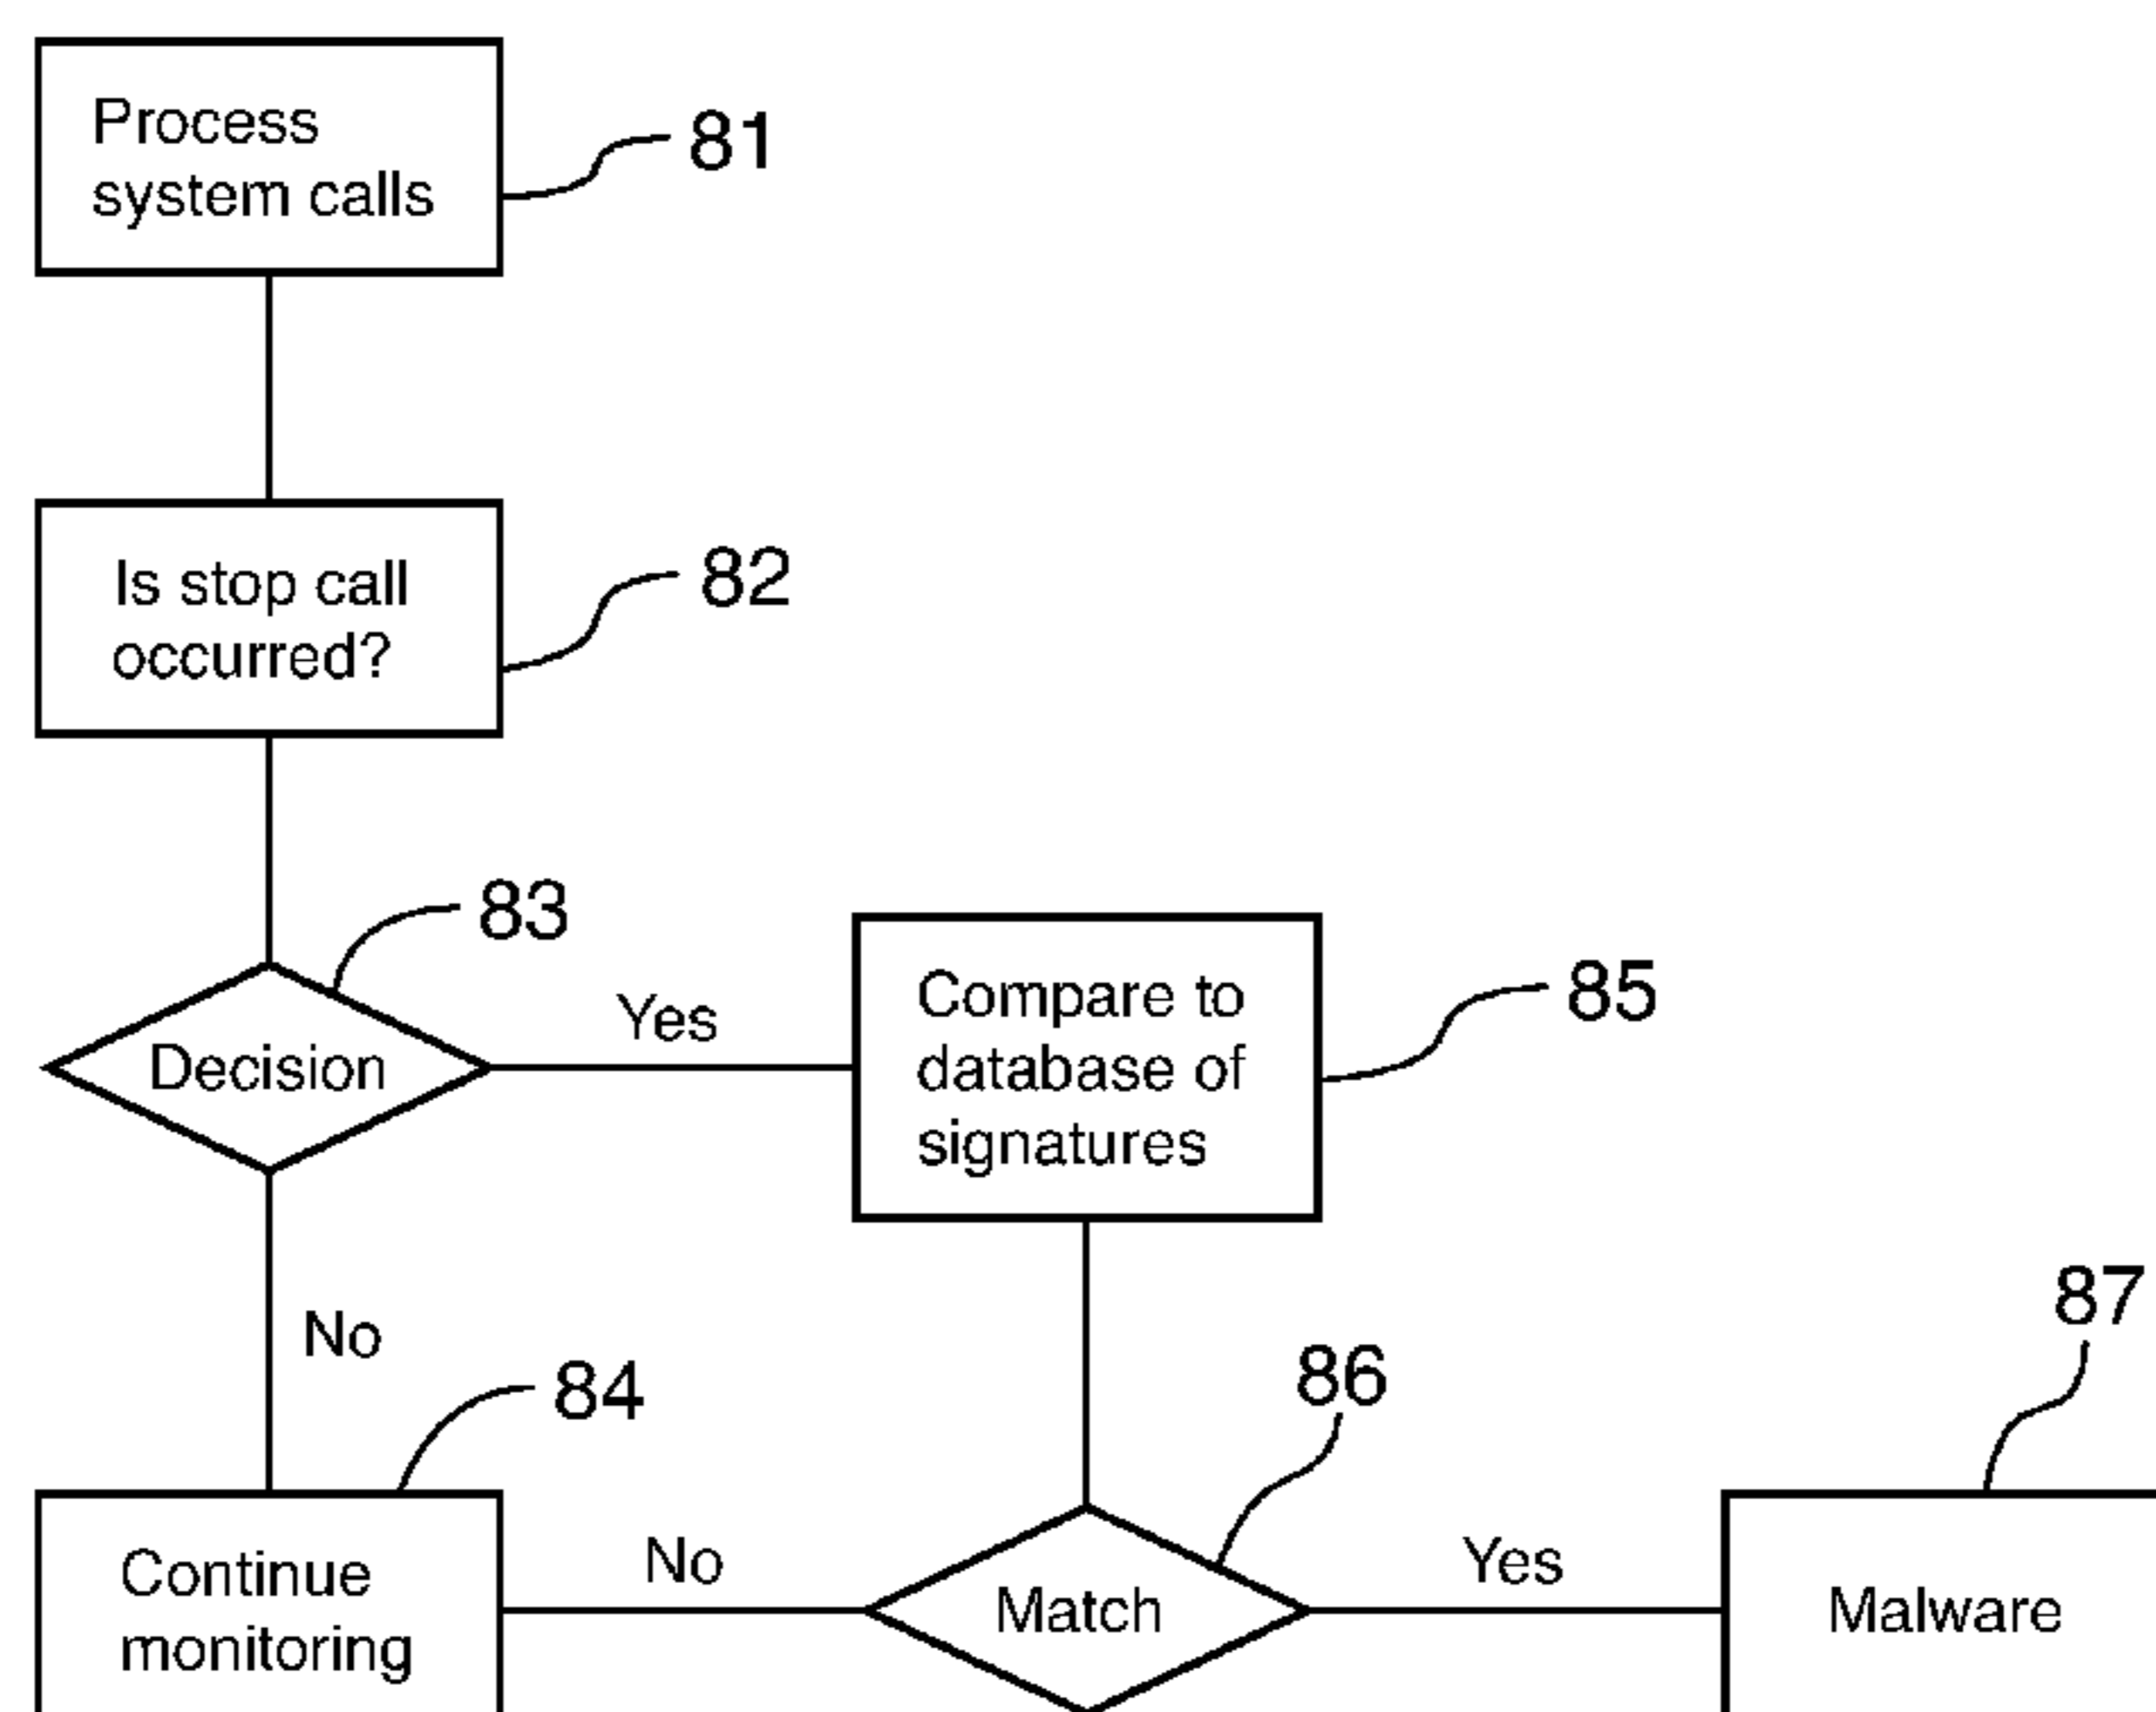 Process
system calls
81
Is stop call
occurred?
82
83
Decision
Yes
Compare to
database of
signatures
85
No
84
86
87
Continue
monitoring
No
Match
Yes
Malware